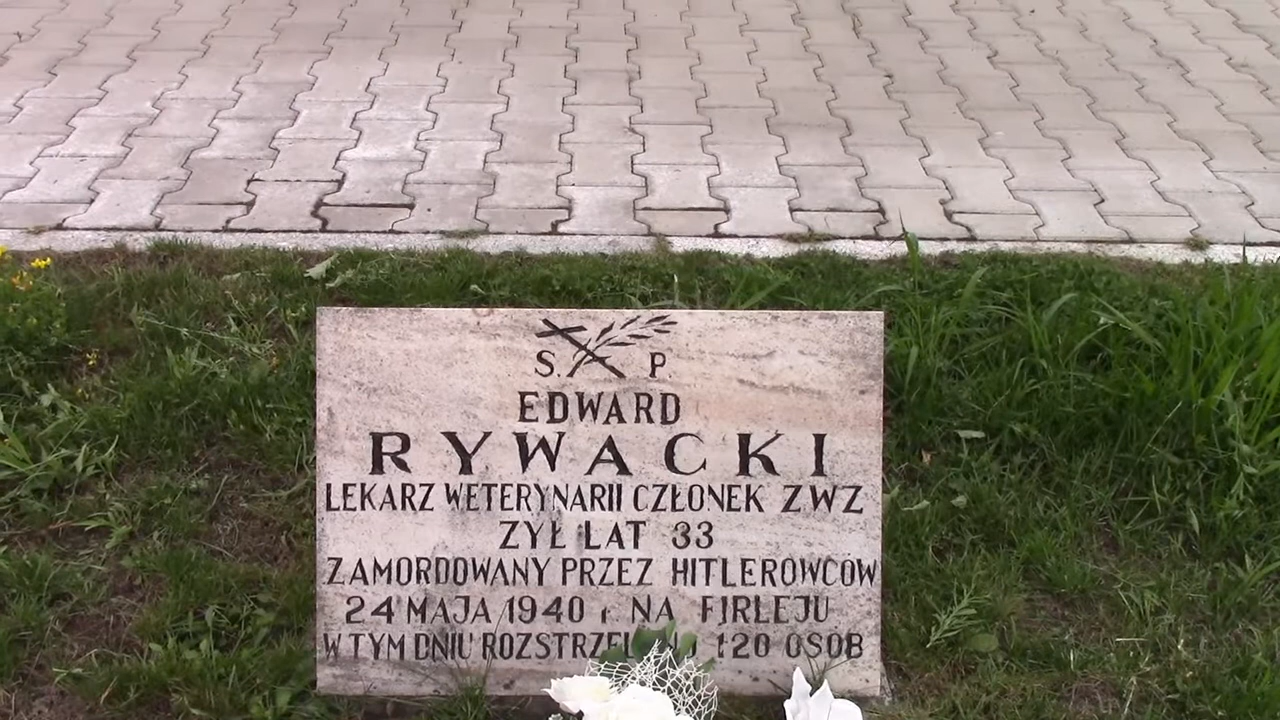 S. P.
EDWARD
RYWACKI
LEKARZ WETERYNARII CZŁONEK ZWZ
ŻYŁ LAT 33
ZAMORDOWANY PRZEZ HITLEROWCÓW
24 MAJA 1940 r. NA FIRLEJU
W TYM DNIU 120 OSÓB